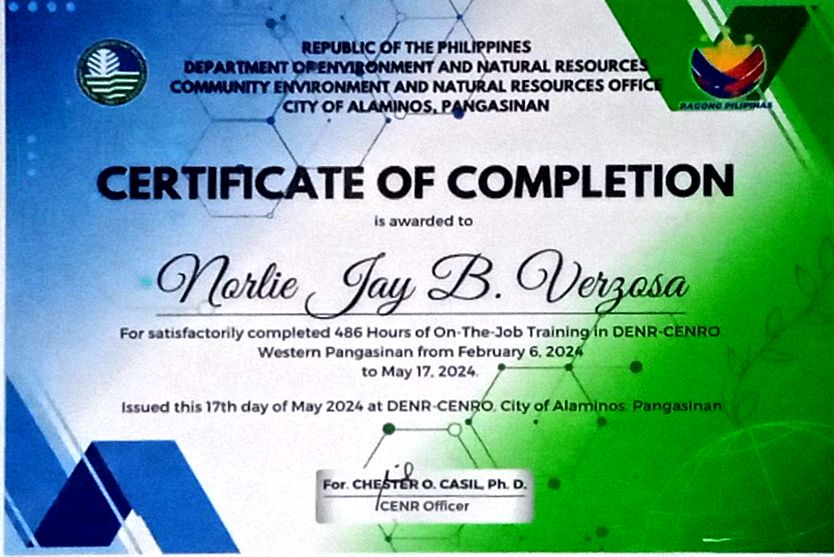 REPUBLIC OF THE PHILIPPINES
DEPARTMENT OF ENVIRONMENT AND NATURAL RESOURCES
COMMUNITY ENVIRONMENT AND NATURAL RESOURCES OFFICE
CITY OF ALAMINOS, PANGASINAN
BAGONG PILIPINAS
CERTIFICATE OF COMPLETION
is awarded to
Norlie Jay B. Verzosa
For satisfactorily completed 486 Hours of On-The-Job Training in DENR-CENRO
Western Pangasinan from February 6, 2024
to May 17, 2024.
Issued this 17th day of May 2024 at DENR-CENRO, City of Alaminos, Pangasinan
For. CHESTER O. CASIL, Ph. D.
CENR Officer